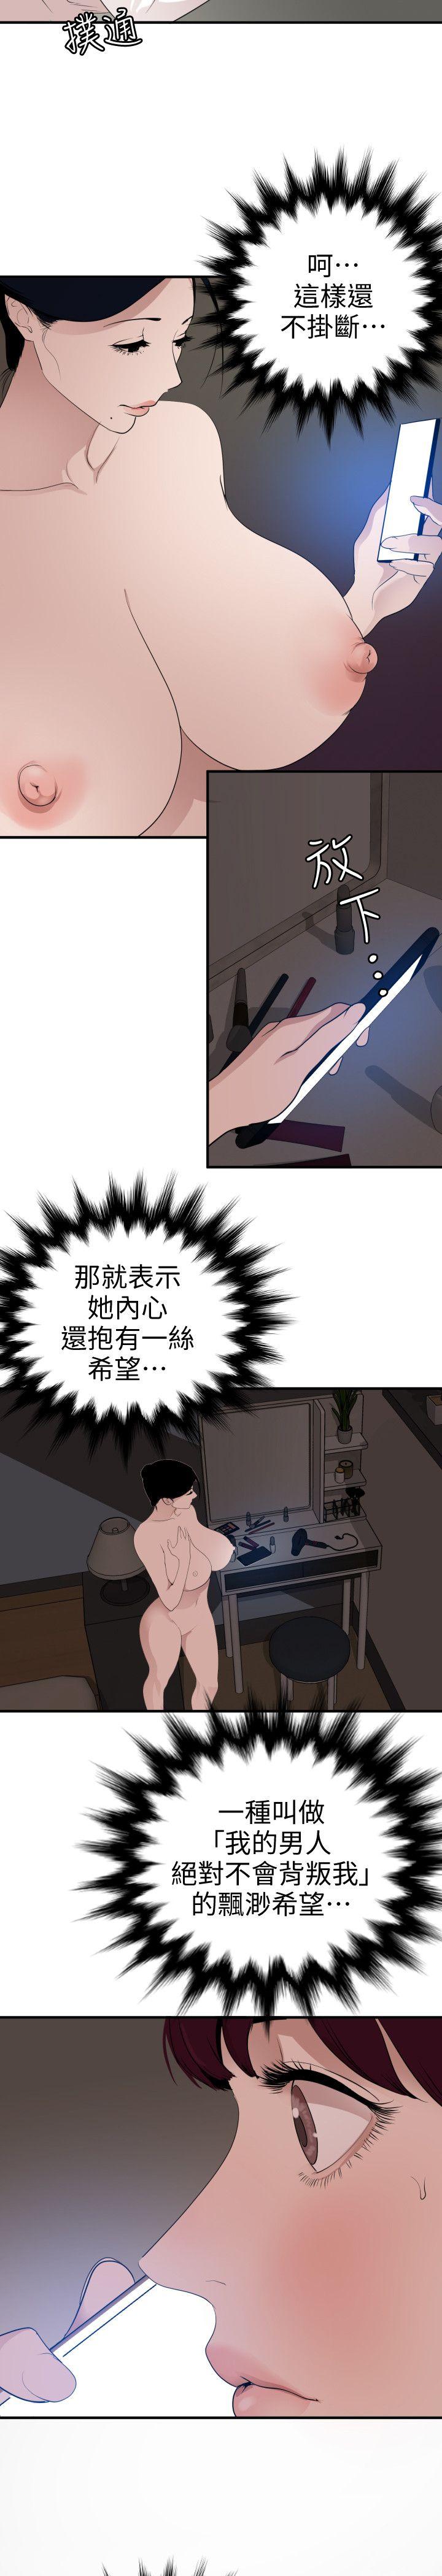 撲通
呵…
這樣還
不掛斷…
放下…
那就表示
她內心
還抱有一絲
希望…
一種叫做
「我的男人
絕對不會背叛我」
的飄渺希望…